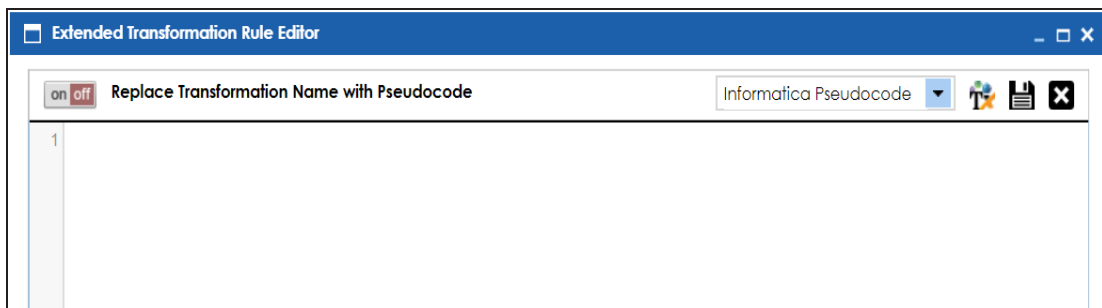 Extended Transformation Rule Editor
on off Replace Transformation Name with Pseudocode Informatica Pseudocode
1